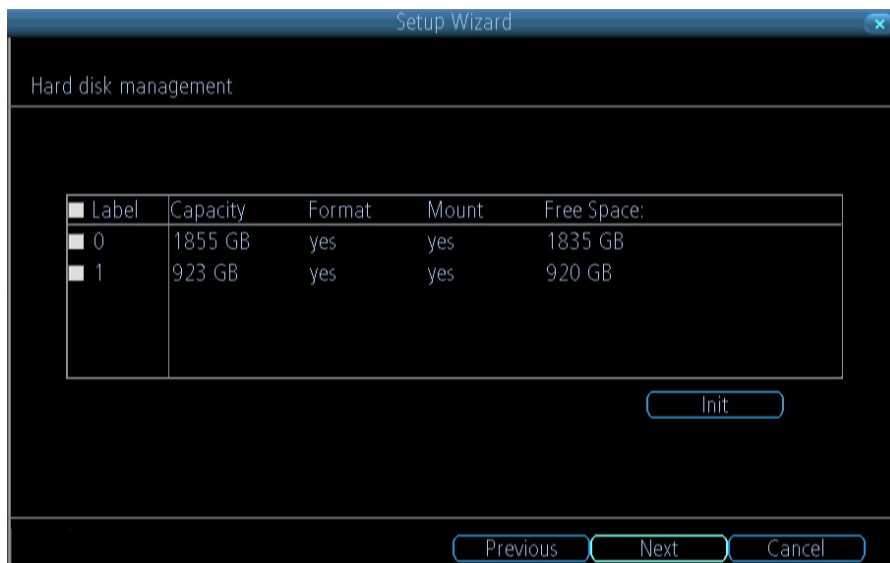 Setup Wizard
Hard disk management
Label Capacity Format Mount Free Space:
0 1855 GB yes yes 1835 GB
1 923 GB yes yes 920 GB
Init
Previous Next Cancel